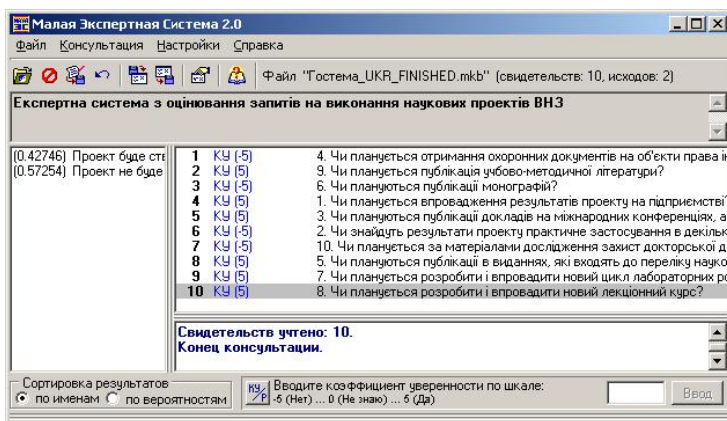 Малая Экспертная Система 2.0
Файл Консультация Настройки Справка
Файл "Гостема_UKR_FINISHED.mkb" (свидетельств: 10, исходов: 2)
Експертна система з оцінювання запитів на виконання наукових проектів ВНЗ
(0.42746) Проект буде ств
(0.57254) Проект не буде
1 КУ (-5) 4. Чи планується отримання охоронних документів на об'єкти права ін
2 КУ (5) 9. Чи планується публікація учбово-методичної літератури?
3 КУ (-5) 6. Чи плануються публікації монографій?
4 КУ (5) 1. Чи планується впровадження результатів проекту на підприємстві?
5 КУ (5) 3. Чи плануються публікації докладів на міжнародних конференціях, а
6 КУ (-5) 2. Чи знайдуть результати проекту практичне застосування в декільк
7 КУ (-5) 10. Чи планується за матеріалами дослідження захист докторської д
8 КУ (5) 5. Чи плануються публікації в виданнях, які входять до переліку науко
9 КУ (5) 7. Чи планується розробити і впровадити новий цикл лабораторних ро
10 КУ (5) 8. Чи планується розробити і впровадити новий лекціонний курс?
Свидетельств учтено: 10.
Конец консультации.
Сортировка результатов
по именам по вероятностям
КУ/Р Вводите коэффициент уверенности по шкале:
-5 (Нет) ... 0 (Не знаю) ... 5 (Да)
Ввод